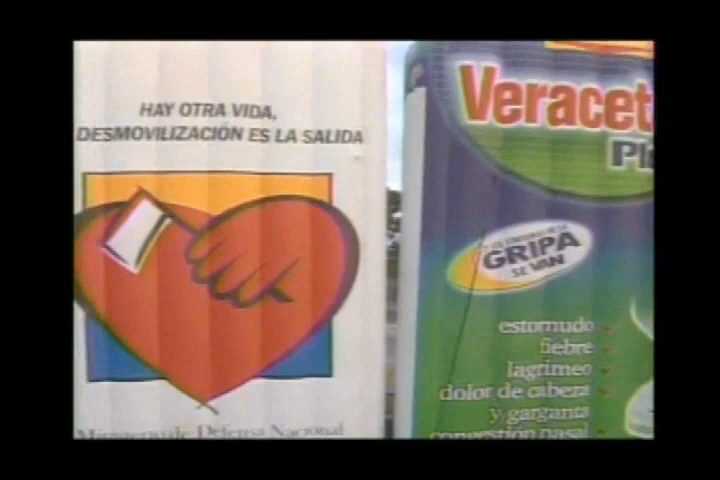 HAY OTRA VIDA,
DESMOVILIZACIÓN ES LA SALIDA
Ministerio de Defensa Nacional
Veracet
Pl
GRIPA
SE VAN
estornudo
fiebre
lagrimeo
dolor de cabeza
y garganta
congestión nasal